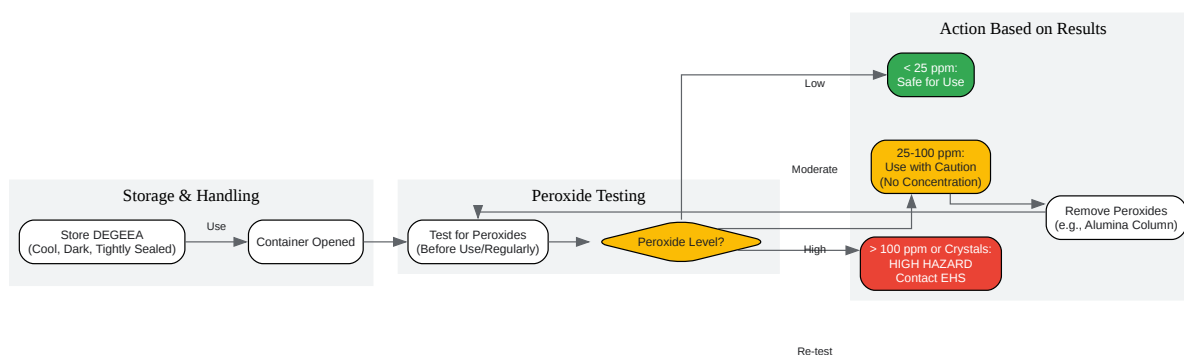 Action Based on Results
< 25 ppm:
Safe for Use
Low
25-100 ppm:
Use with Caution
(No Concentration)
Moderate
Storage & Handling
Peroxide Testing
Store DEGEEA
(Cool, Dark, Tightly Sealed)
Use
Container Opened
Test for Peroxides
(Before Use/Regularly)
Peroxide Level?
Remove Peroxides
(e.g., Alumina Column)
High
> 100 ppm or Crystals:
HIGH HAZARD
Contact EHS
Re-test